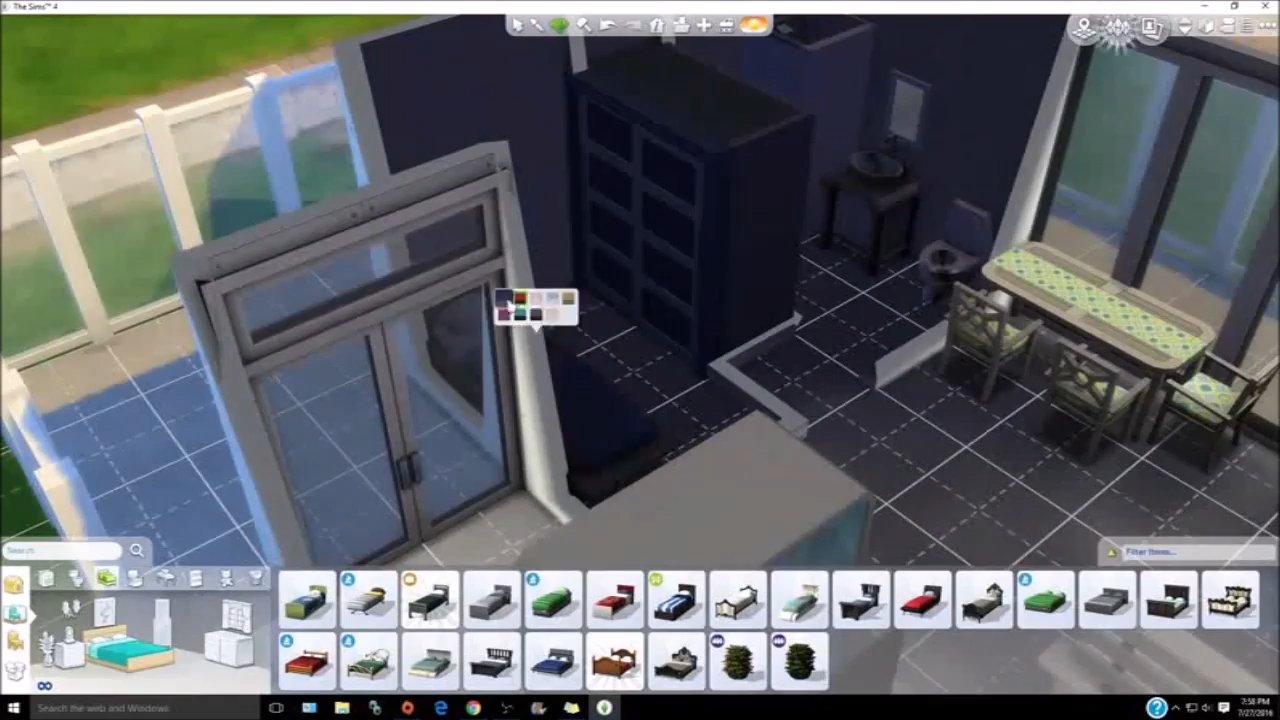 The Sims™ 4
Search
Filter Items...
Search the web and Windows
7:58 PM
7/27/2016